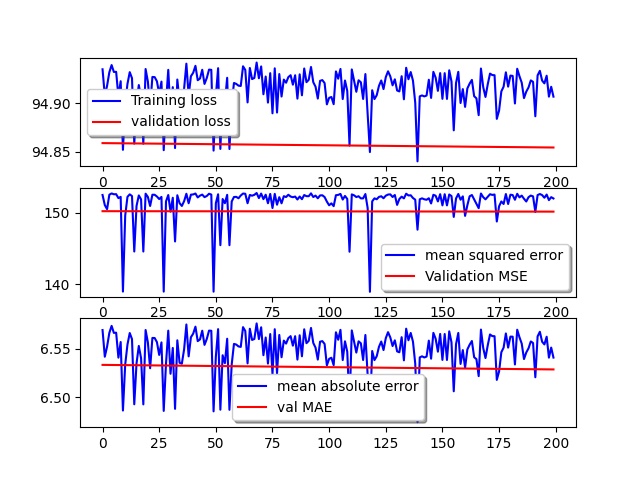 94.90
94.85
Training loss
validation loss
0 25 50 75 100 125 150 175 200
150
140
mean squared error
Validation MSE
0 25 50 75 100 125 150 175 200
6.55
6.50
mean absolute error
val MAE
0 25 50 75 100 125 150 175 200